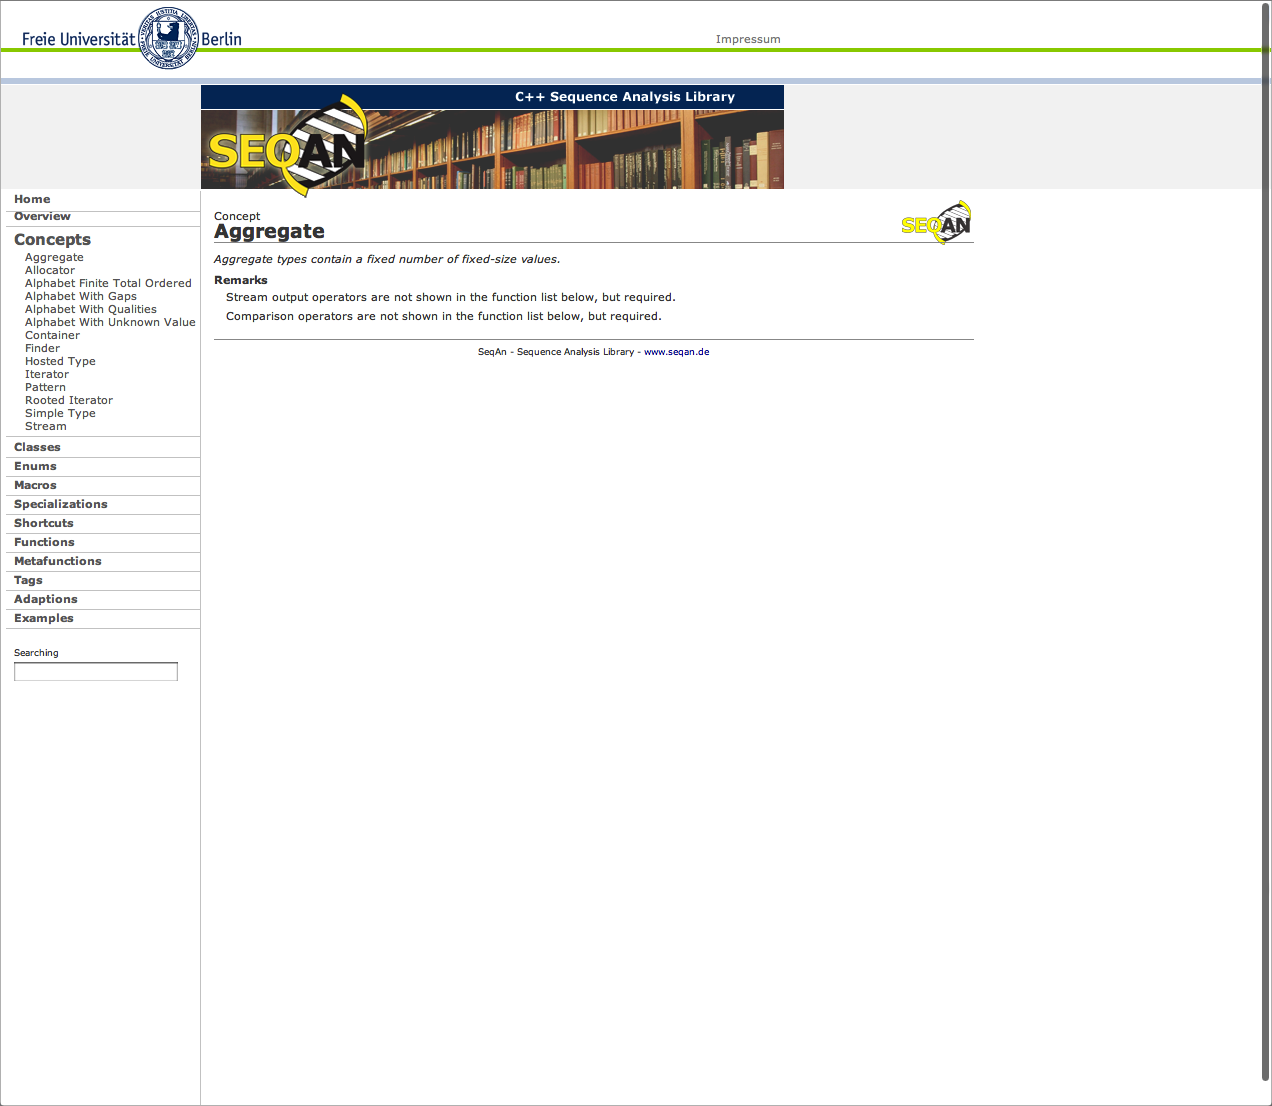 Freie Universität Berlin
Impressum
C++ Sequence Analysis Library
SEQAN
Home
Overview
Concepts
Aggregate
Allocator
Alphabet Finite Total Ordered
Alphabet With Gaps
Alphabet With Qualities
Alphabet With Unknown Value
Container
Finder
Hosted Type
Iterator
Pattern
Rooted Iterator
Simple Type
Stream
Classes
Enums
Macros
Specializations
Shortcuts
Functions
Metafunctions
Tags
Adaptions
Examples
Searching
Concept
SEQAN
Aggregate
Aggregate types contain a fixed number of fixed-size values.
Remarks
Stream output operators are not shown in the function list below, but required.
Comparison operators are not shown in the function list below, but required.
SeqAn - Sequence Analysis Library - www.seqan.de